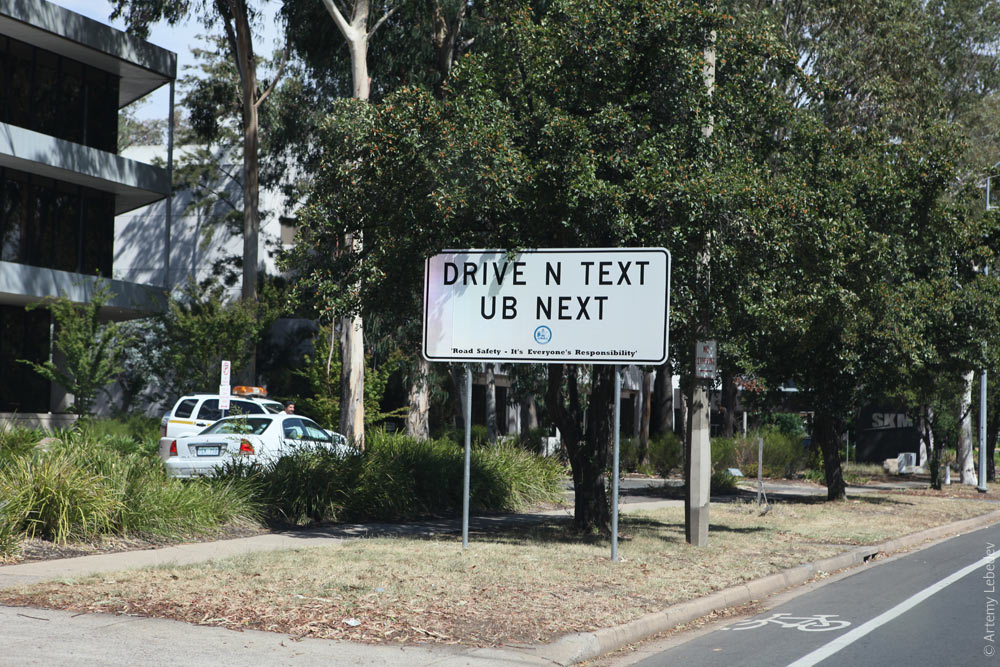 DRIVE N TEXT
UB NEXT
'Road Safety - It's Everyone's Responsibility'
SKM
© Artemy Lebedev